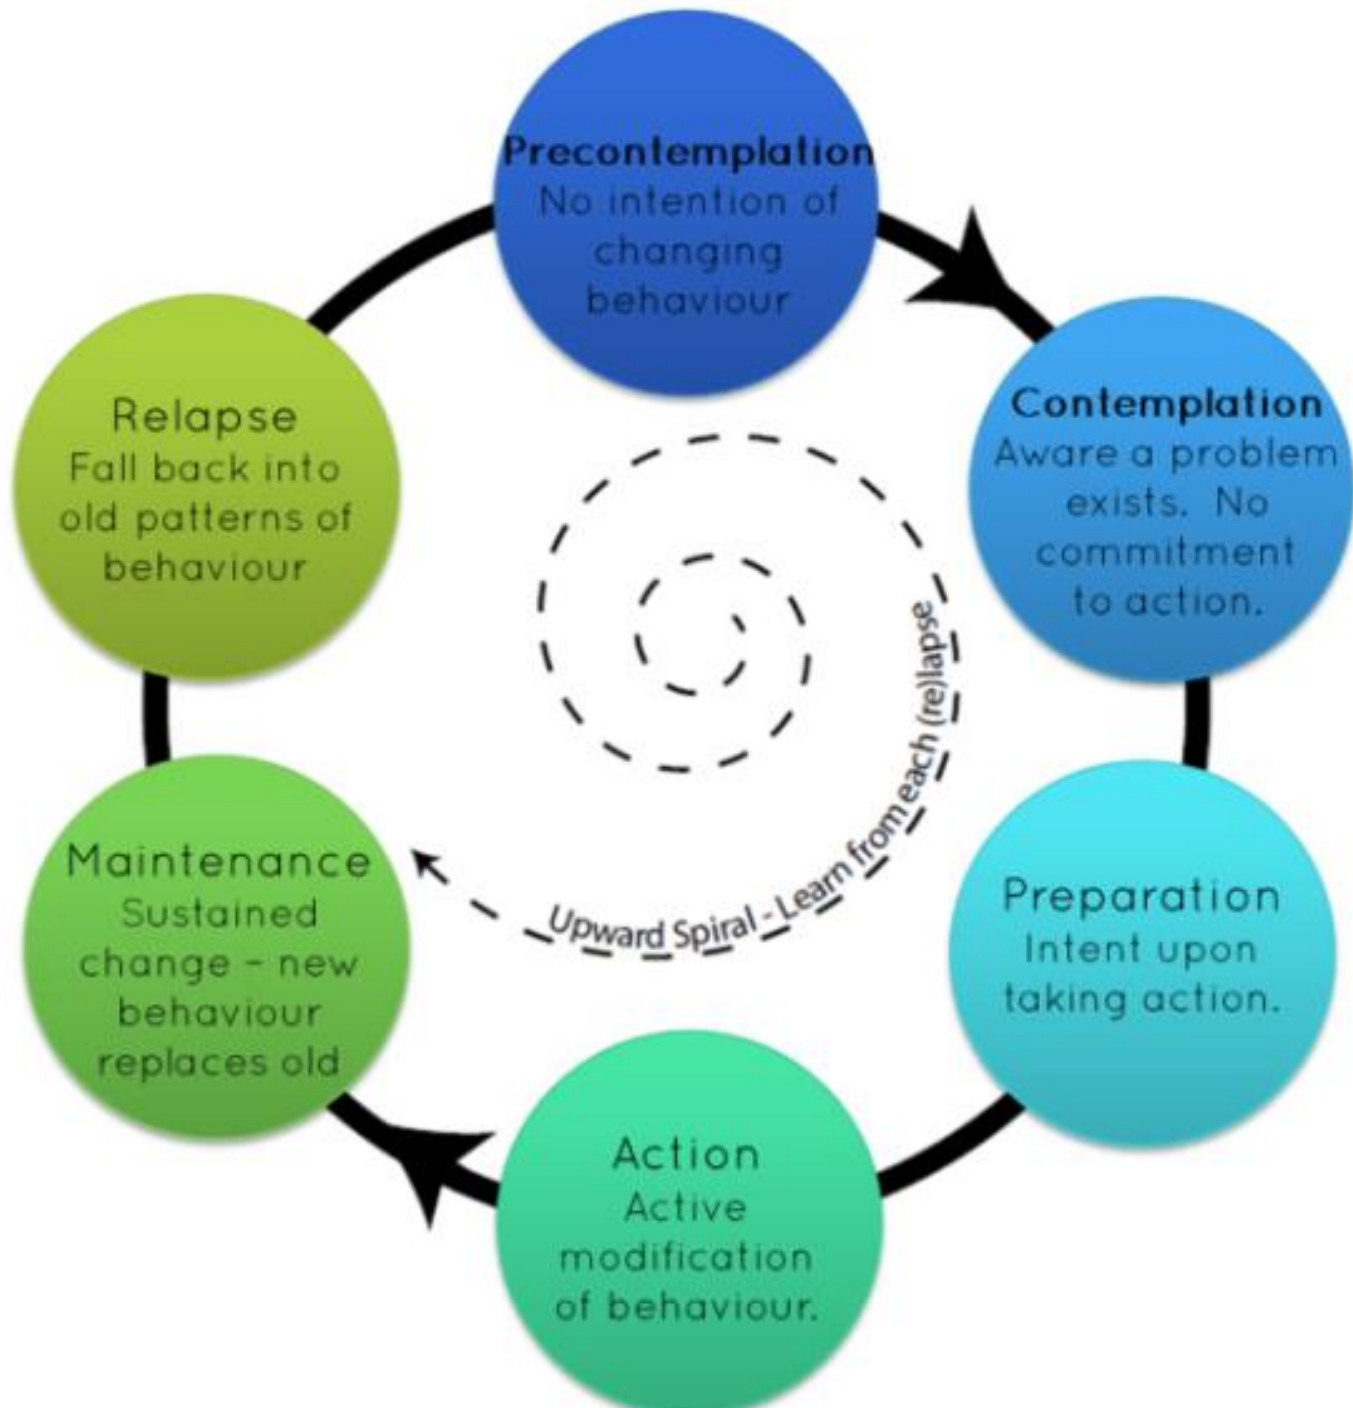 Precontemplation
No intention of
changing
behaviour
Contemplation
Aware a problem
exists. No
commitment
to action.
Preparation
Intent upon
taking action.
Action
Active
modification
of behaviour.
Maintenance
Sustained
change - new
behaviour
replaces old
Relapse
Fall back into
old patterns of
behaviour
Upward Spiral - Learn from each (re)lapse